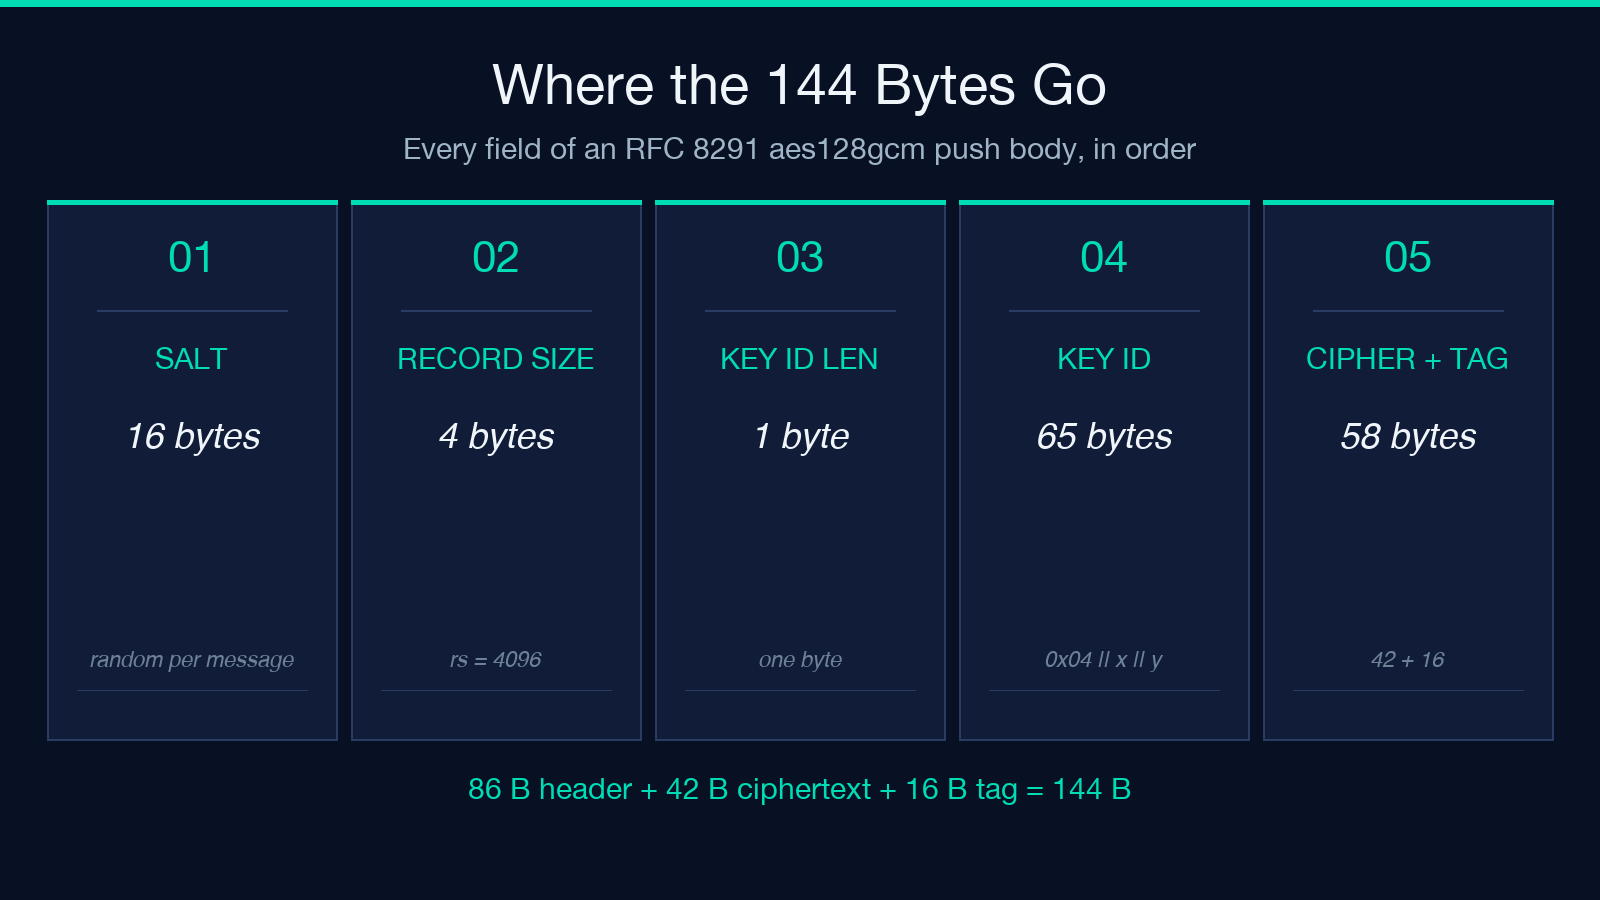 Where the 144 Bytes Go
Every field of an RFC 8291 aes128gcm push body, in order
01
SALT
16 bytes
random per message
02
RECORD SIZE
4 bytes
rs = 4096
03
KEY ID LEN
1 byte
one byte
04
KEY ID
65 bytes
0x04 || x || y
05
CIPHER + TAG
58 bytes
42 + 16
86 B header + 42 B ciphertext + 16 B tag = 144 B